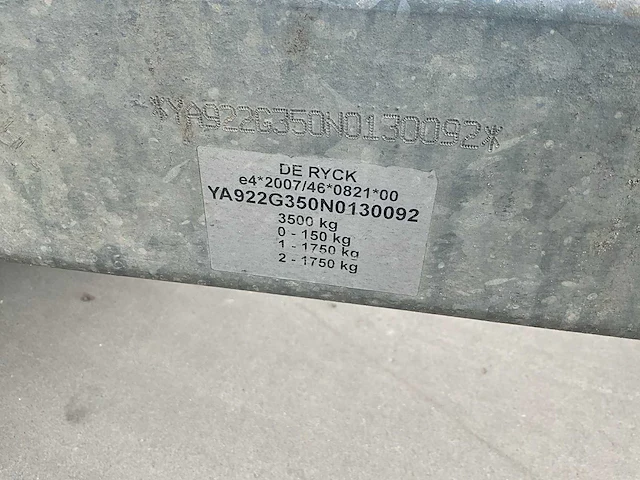 *YA922G350N0130092*
DE RYCK
e4*2007/46*0821*00
YA922G350N0130092
3500 kg
0 - 150 kg
1 - 1750 kg
2 - 1750 kg